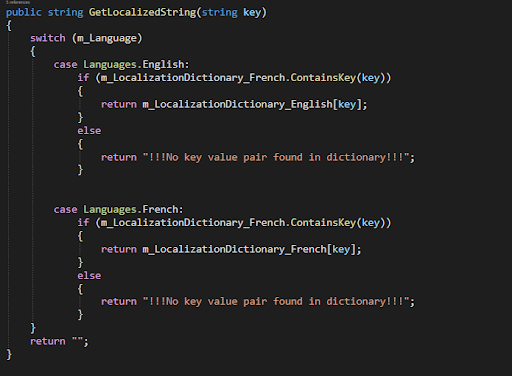 5 references
public string GetLocalizedString(string key)
{
switch (m_Language)
{
case Languages.English:
if (m_LocalizationDictionary_French.ContainsKey(key))
{
return m_LocalizationDictionary_English[key];
}
else
{
return "!!!No key value pair found in dictionary!!!";
}
case Languages.French:
if (m_LocalizationDictionary_French.ContainsKey(key))
{
return m_LocalizationDictionary_French[key];
}
else
{
return "!!!No key value pair found in dictionary!!!";
}
}
return "";
}